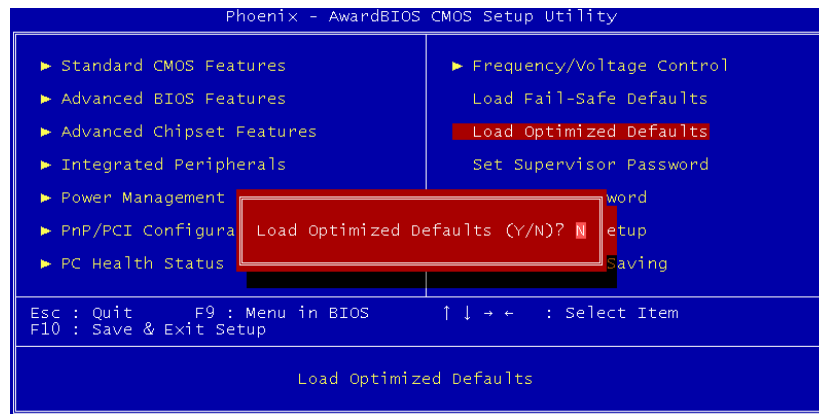 Phoenix - AwardBIOS CMOS Setup Utility
► Standard CMOS Features
► Advanced BIOS Features
► Advanced Chipset Features
► Integrated Peripherals
► Power Management
► PnP/PCI Configura
► PC Health Status
► Frequency/Voltage Control
Load Fail-Safe Defaults
Load Optimized Defaults
Set Supervisor Password
word
etup
Saving
Load Optimized Defaults (Y/N)? N
Esc : Quit F9 : Menu in BIOS ↑ ↓ → ← : Select Item
F10 : Save & Exit Setup
Load Optimized Defaults